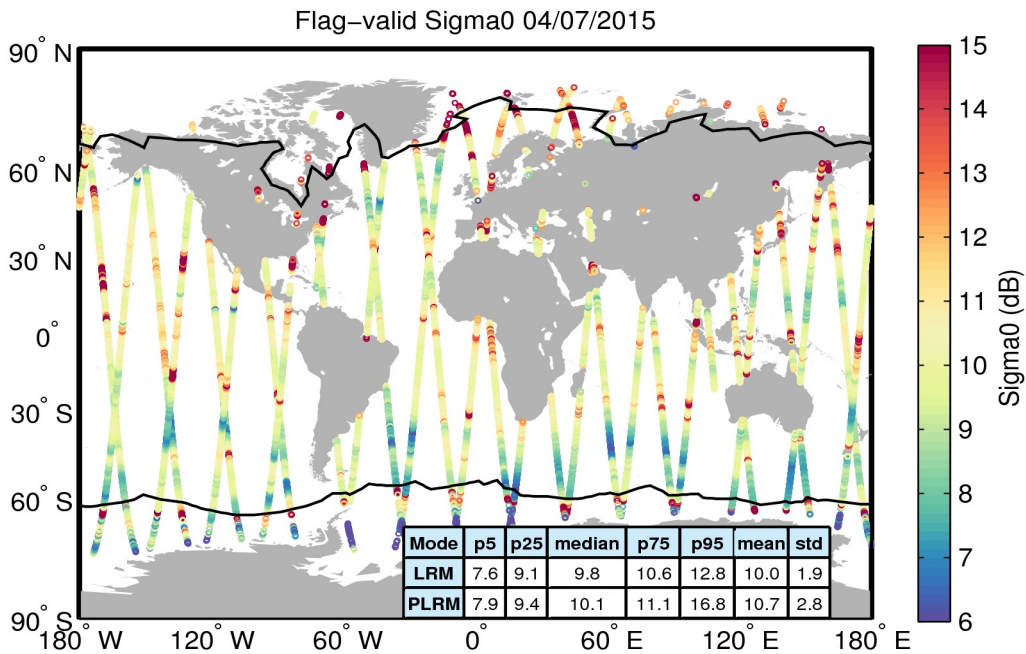 Flag−valid Sigma0 04/07/2015
90° N
60° N
30° N
0°
30° S
60° S
90° S
180° W
120° W
60° W
0°
60° E
120° E
180° E
15
14
13
12
11
10
9
8
7
6
Sigma0 (dB)
Mode p5 p25 median p75 p95 mean std
LRM 7.6 9.1 9.8 10.6 12.8 10.0 1.9
PLRM 7.9 9.4 10.1 11.1 16.8 10.7 2.8